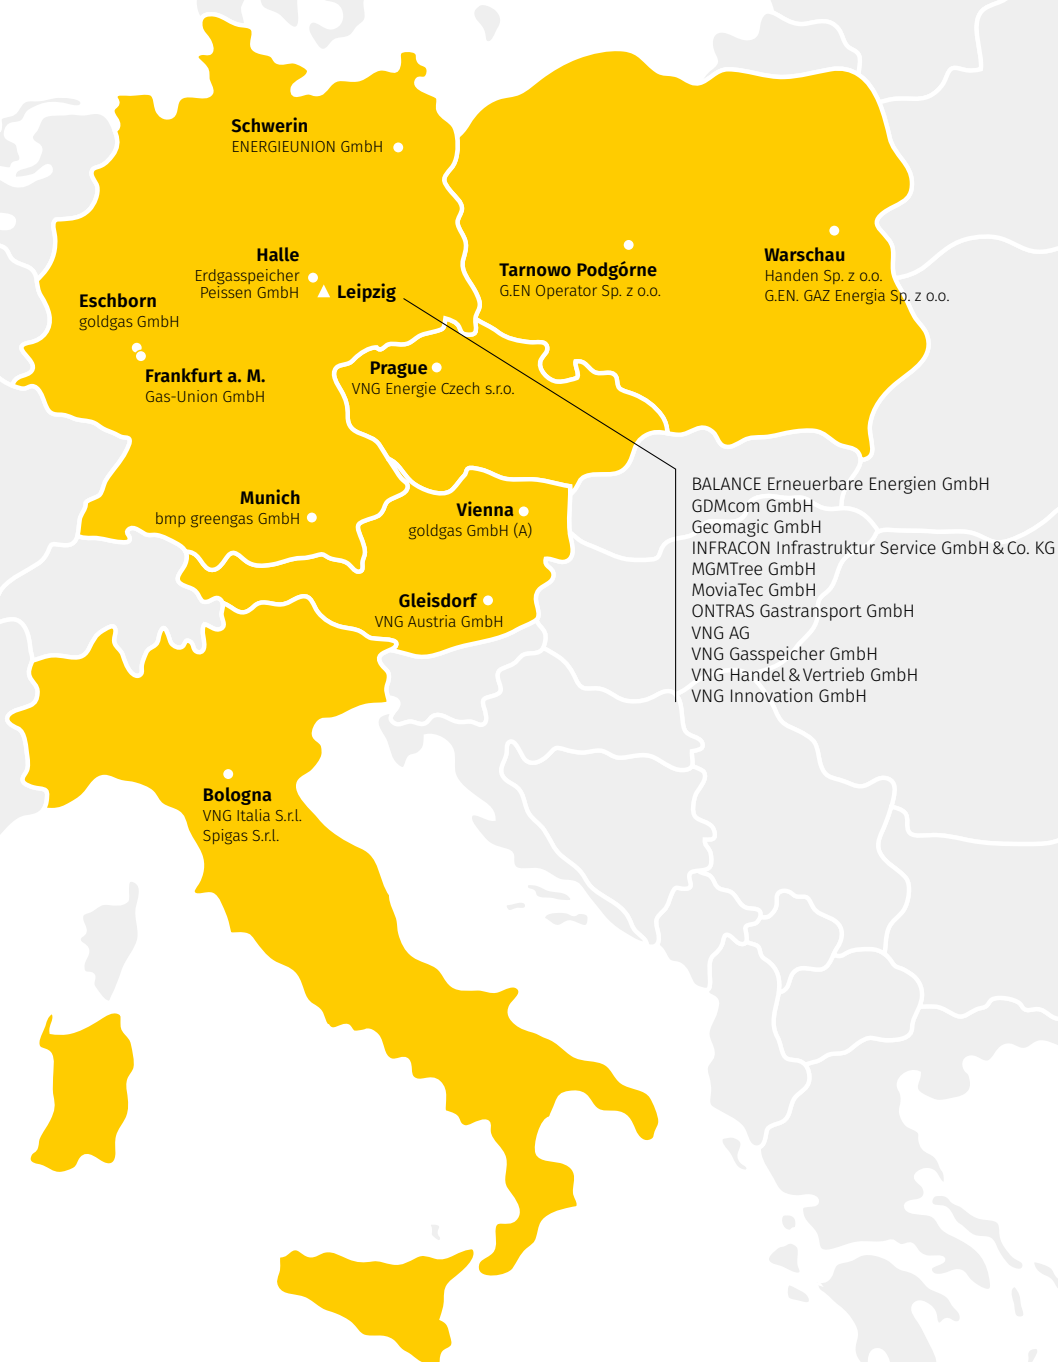 Schwerin
ENERGIEUNION GmbH
Halle
Erdgasspeicher
Peissen GmbH
Leipzig
Eschborn
goldgas GmbH
Frankfurt a. M.
Gas-Union GmbH
Tarnowo Podgórne
G.EN Operator Sp. z o.o.
Warschau
Handen Sp. z o.o.
G.EN. GAZ Energia Sp. z o.o.
Prague
VNG Energie Czech s.r.o.
Munich
bmp greengas GmbH
Vienna
goldgas GmbH (A)
Gleisdorf
VNG Austria GmbH
BALANCE Erneuerbare Energien GmbH
GDMcom GmbH
Geomagic GmbH
INFRACON Infrastruktur Service GmbH & Co. KG
MGMTree GmbH
MoviaTec GmbH
ONTRAS Gastransport GmbH
VNG AG
VNG Gasspeicher GmbH
VNG Handel & Vertrieb GmbH
VNG Innovation GmbH
Bologna
VNG Italia S.r.l.
Spigas S.r.l.